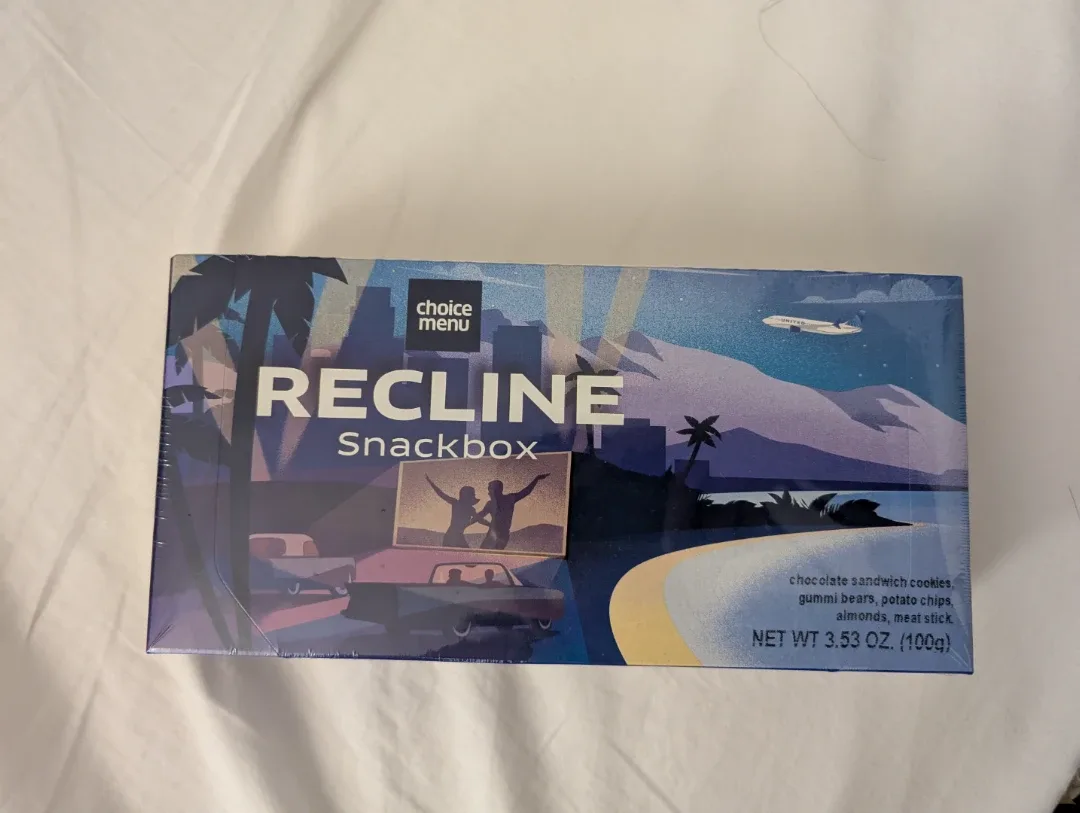 choice
menu
UNITED
RECLINE
Snackbox
chocolate sandwich cookies,
gummi bears, potato chips,
almonds, meat stick.
NET WT 3.53 OZ. (100g)